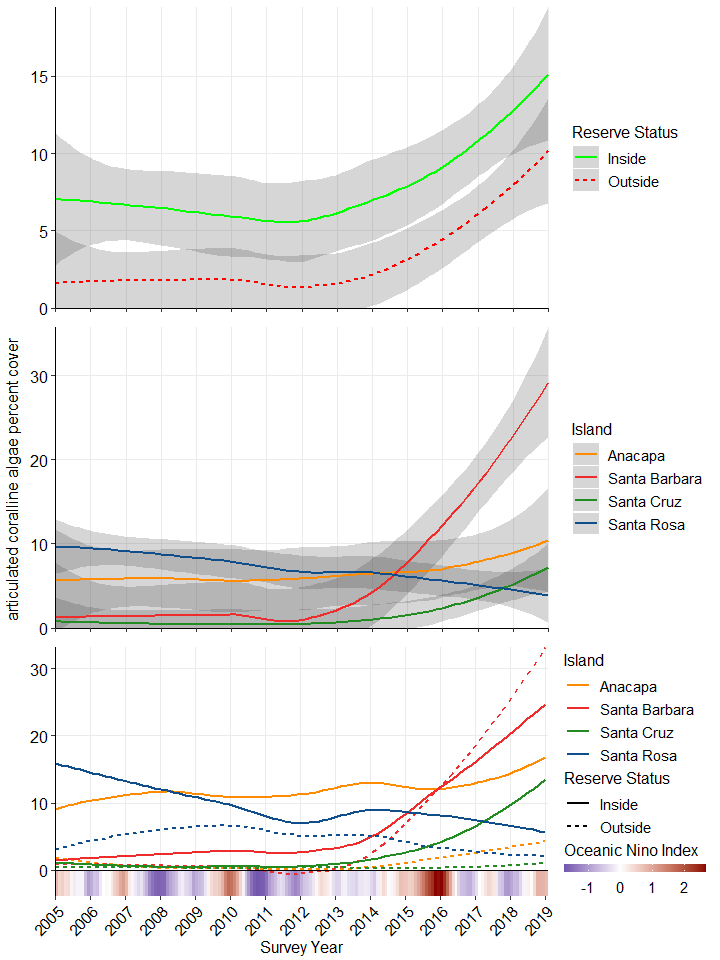 15
10
5
0
Reserve Status
Inside
Outside
articulated coralline algae percent cover
30
20
10
0
Island
Anacapa
Santa Barbara
Santa Cruz
Santa Rosa
30
20
10
0
Island
Anacapa
Santa Barbara
Santa Cruz
Santa Rosa
Reserve Status
Inside
Outside
Oceanic Nino Index
-1 0 1 2
2005 2006 2007 2008 2009 2010 2011 2012 2013 2014 2015 2016 2017 2018 2019
Survey Year